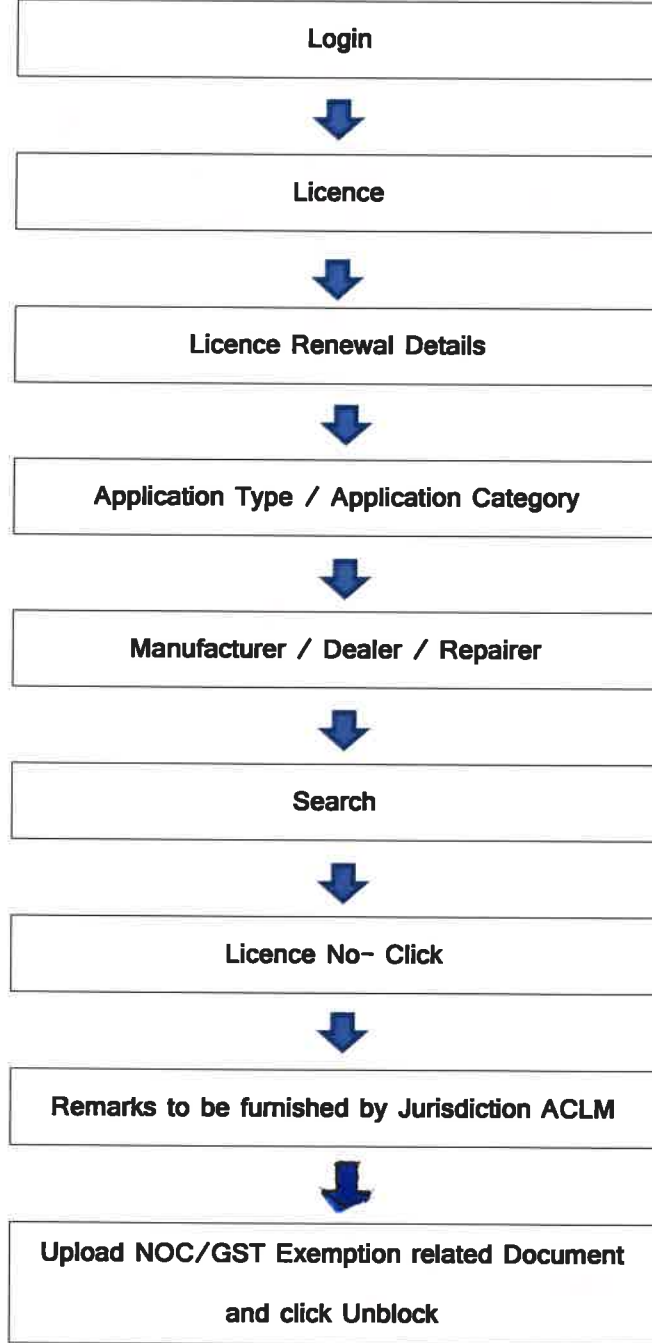 Login
Licence
Licence Renewal Details
Application Type / Application Category
Manufacturer / Dealer / Repairer
Search
Licence No- Click
Remarks to be furnished by Jurisdiction ACLM
Upload NOC/GST Exemption related Document
and click Unblock